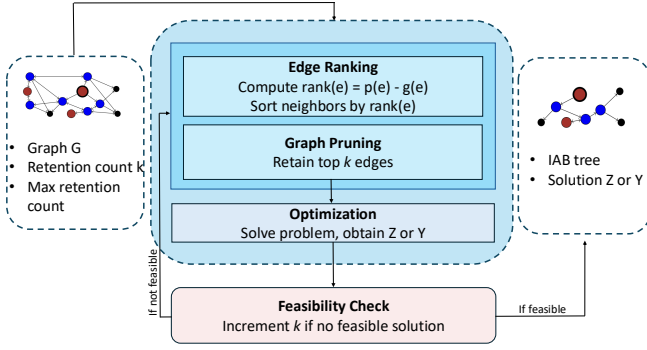 Edge Ranking
Compute rank(e) = p(e) - g(e)
Sort neighbors by rank(e)
Graph Pruning
Retain top k edges
Optimization
Solve problem, obtain Z or Y
Feasibility Check
Increment k if no feasible solution
• Graph G
• Retention count k
• Max retention
count
• IAB tree
• Solution Z or Y
If not feasible
If feasible